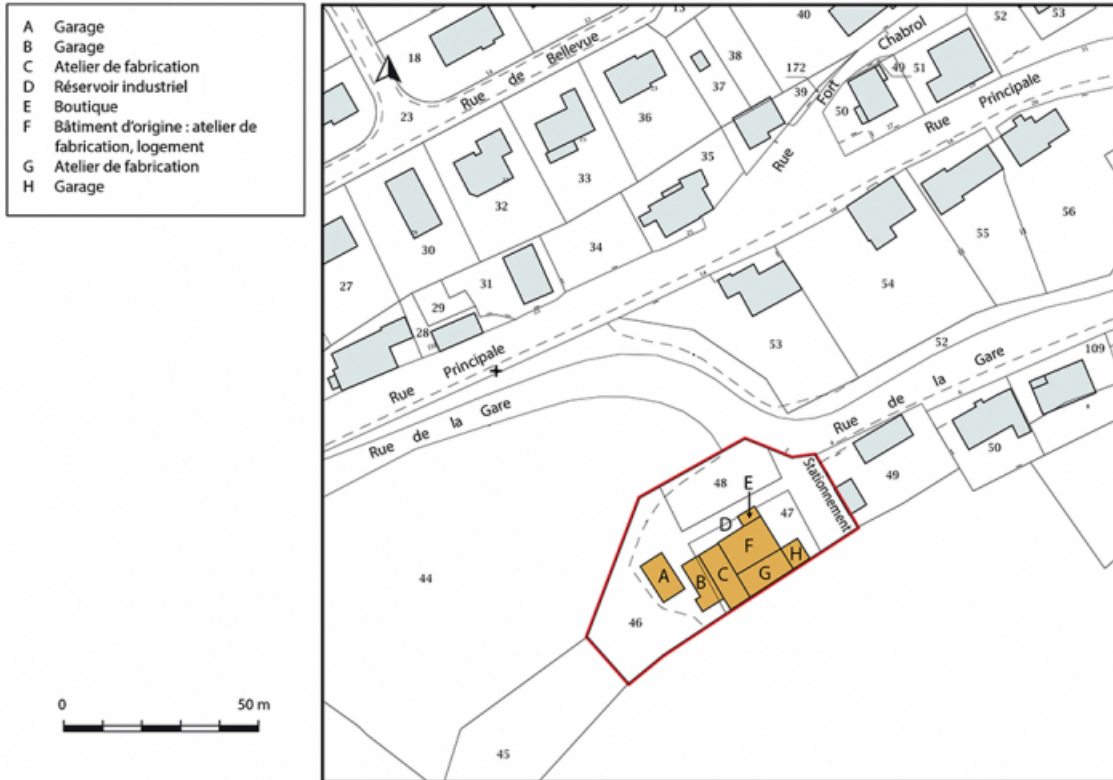 A Garage
B Garage
C Atelier de fabrication
D Réservoir industriel
E Boutique
F Bâtiment d'origine : atelier de
fabrication, logement
G Atelier de fabrication
H Garage
0 50 m
13
40
52
53
18
Rue de Bellevue
38
172
Chabrol
49
51
37
39
Fort
50
Rue Principale
23
36
Rue
35
33
32
56
30
34
55
27
31
54
29
28
53
52
Rue Principale
Rue de la Gare
109
Rue de la Gare
50
49
48
Stationnement
E
47
D
F
H
A
B
C
G
44
46
45